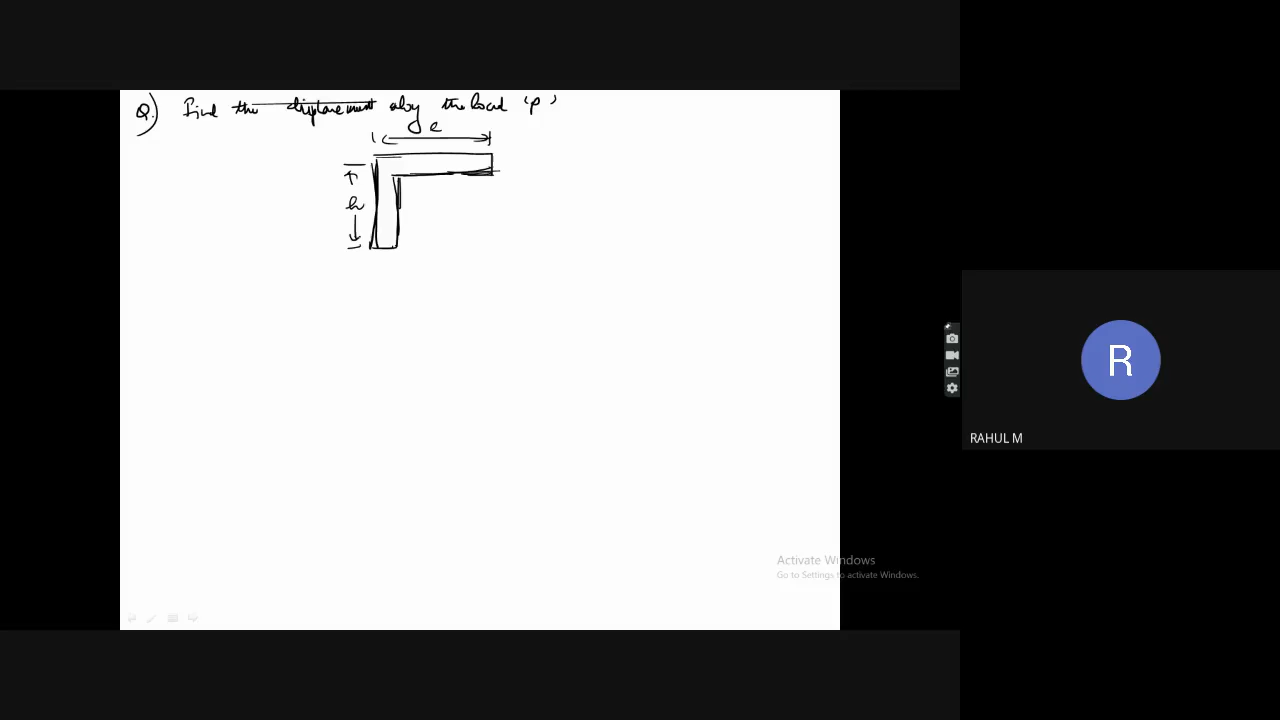 Q.) Find the displacement along the load 'P'
l
h
R
RAHUL M
Activate Windows
Go to Settings to activate Windows.